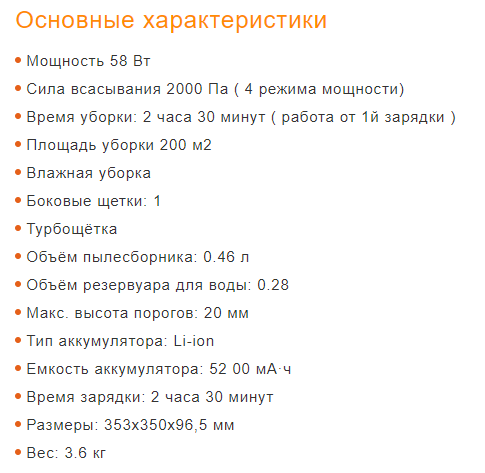 Основные характеристики
Мощность 58 Вт
Сила всасывания 2000 Па ( 4 режима мощности)
Время уборки: 2 часа 30 минут ( работа от 1й зарядки )
Площадь уборки 200 м2
Влажная уборка
Боковые щетки: 1
Турбощётка
Объём пылесборника: 0.46 л
Объём резервуара для воды: 0.28
Макс. высота порогов: 20 мм
Тип аккумулятора: Li-ion
Емкость аккумулятора: 52 00 мА·ч
Время зарядки: 2 часа 30 минут
Размеры: 353x350x96,5 мм
Вес: 3.6 кг